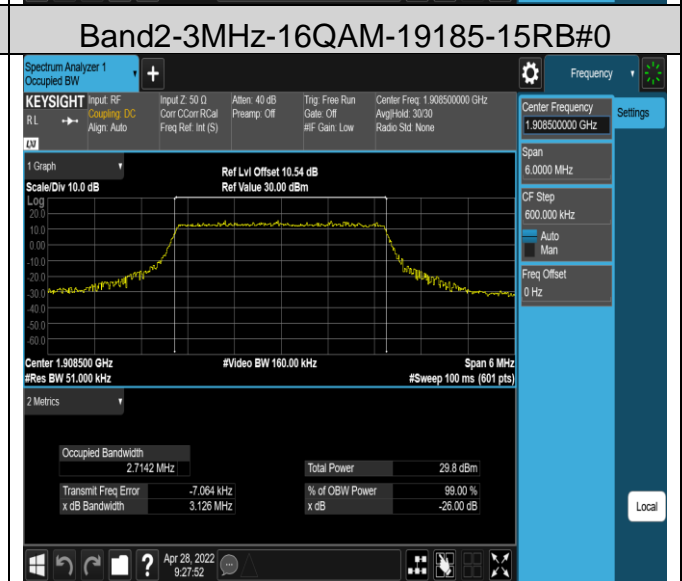 Band2-3MHz-16QAM-19185-15RB#0
Spectrum Analyzer 1
Occupied BW
Frequency
KEYSIGHT Input: RF Input Z: 50 Ω Atten: 40 dB Trig: Free Run Center Freq: 1.908500000 GHz
RL Coupling: DC Corr CCorr RCal Preamp: Off Gate: Off Avg|Hold: 30/30
Align: Auto Freq Ref: Int (S) #IF Gain: Low Radio Std: None
LXI
Center Frequency
1.908500000 GHz
Settings
Span
6.0000 MHz
CF Step
600.000 kHz
Auto
Man
Freq Offset
0 Hz
1 Graph
Ref Lvl Offset 10.54 dB
Scale/Div 10.0 dB Ref Value 30.00 dBm
Log
20.0
10.0
0.00
-10.0
-20.0
-30.0
-40.0
-50.0
-60.0
Center 1.908500 GHz #Video BW 160.00 kHz Span 6 MHz
#Res BW 51.000 kHz #Sweep 100 ms (601 pts)
2 Metrics
Occupied Bandwidth
2.7142 MHz
Total Power 29.8 dBm
Transmit Freq Error -7.064 kHz % of OBW Power 99.00 %
x dB Bandwidth 3.126 MHz x dB -26.00 dB
Local
Apr 28, 2022
9:27:52